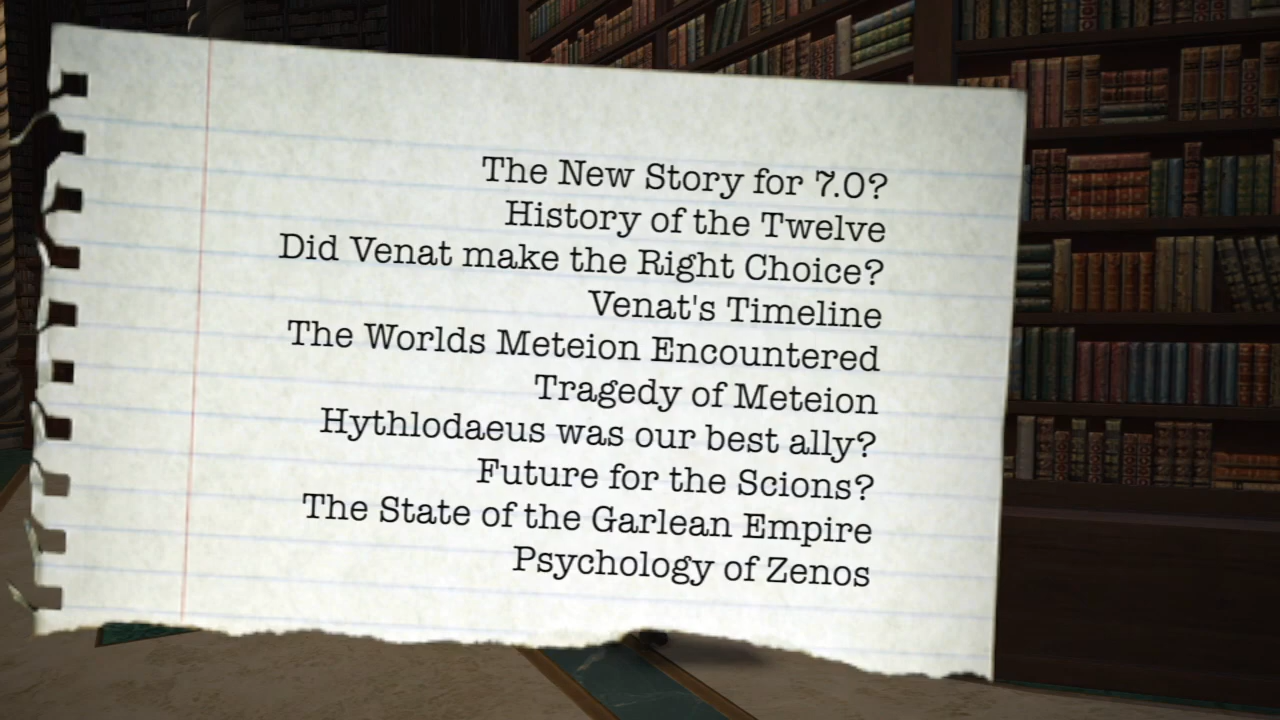 The New Story for 7.0?
History of the Twelve
Did Venat make the Right Choice?
Venat's Timeline
The Worlds Meteion Encountered
Tragedy of Meteion
Hythlodaeus was our best ally?
Future for the Scions?
The State of the Garlean Empire
Psychology of Zenos